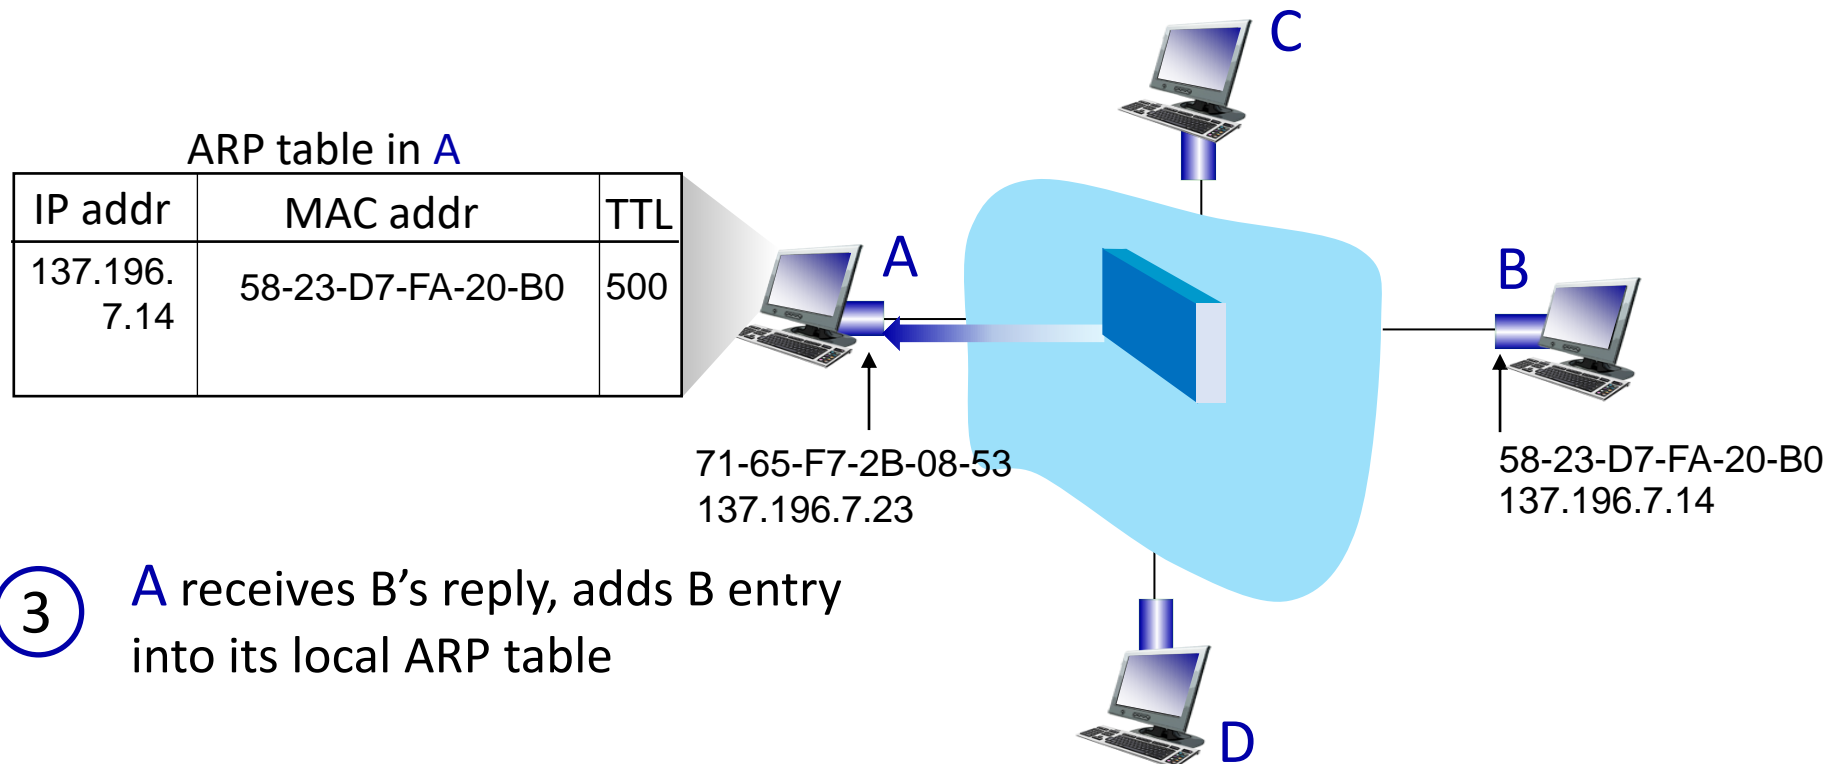 C
ARP table in A
IP addr MAC addr TTL
137.196. 58-23-D7-FA-20-B0 500
7.14
A
B
71-65-F7-2B-08-53
137.196.7.23
58-23-D7-FA-20-B0
137.196.7.14
3 A receives B’s reply, adds B entry
into its local ARP table
D